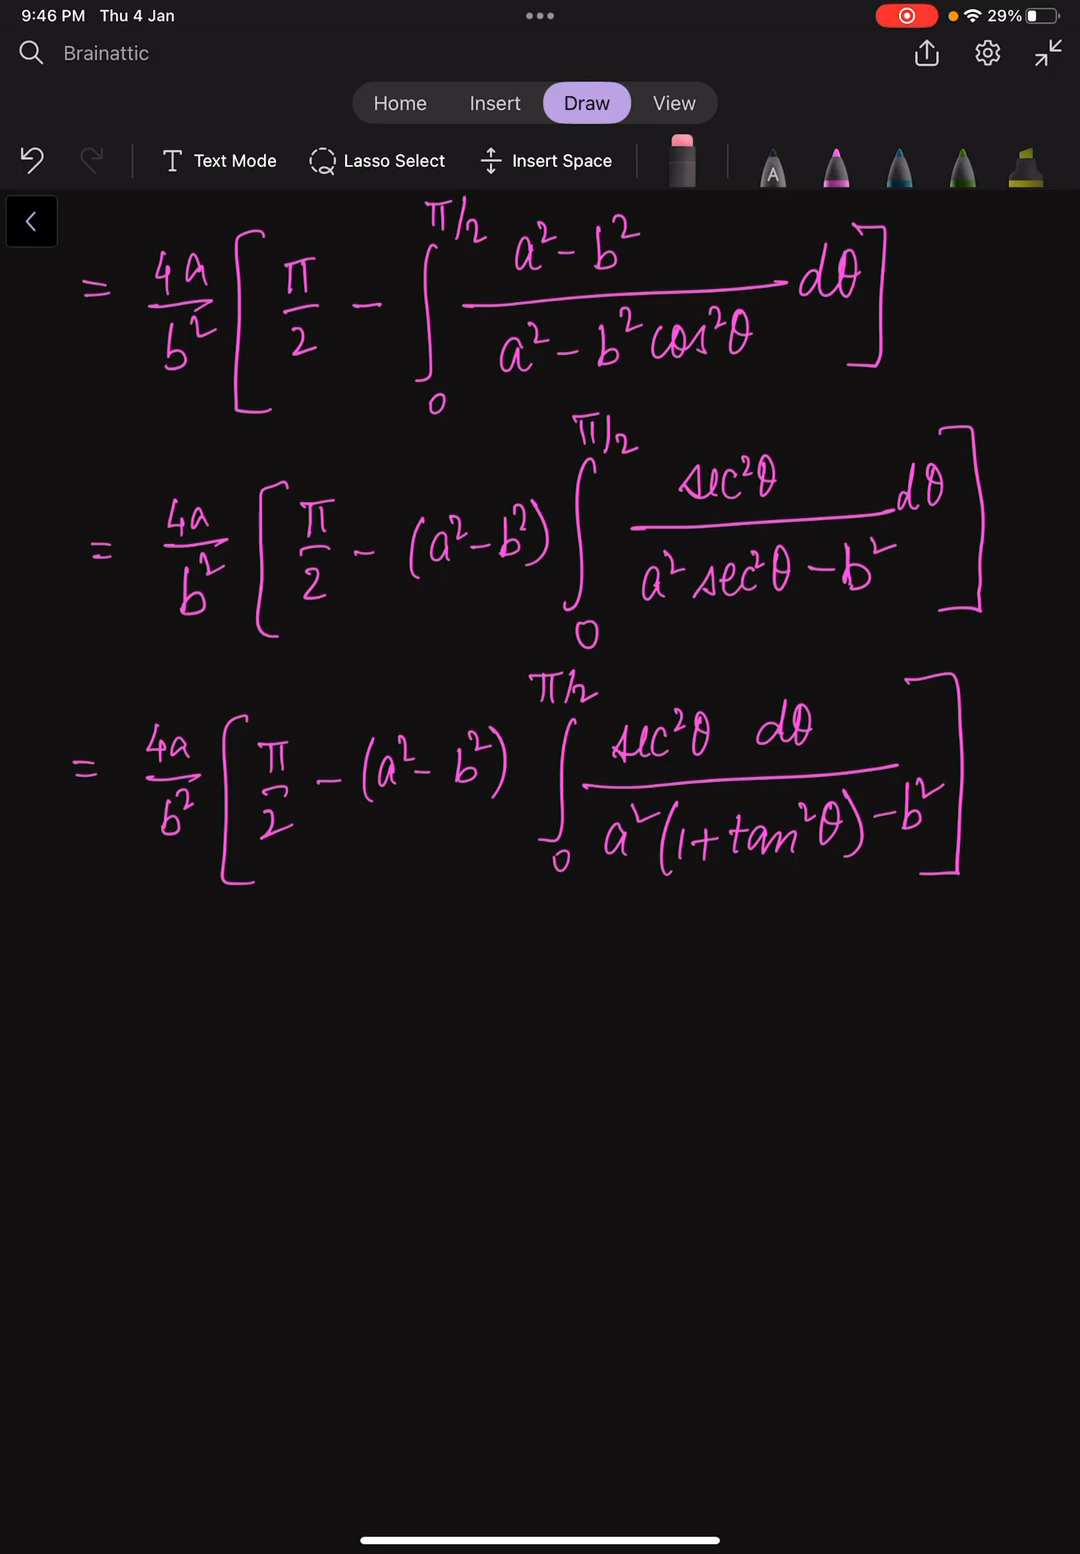 9:46 PM Thu 4 Jan 29%
Brainattic
Home Insert Draw View
Text Mode Lasso Select Insert Space A
= 4a/b² [ π/2 − ∫₀^{π/2} (a² − b²)/(a² − b² cos²θ) dθ ]
= 4a/b² [ π/2 − (a² − b²) ∫₀^{π/2} sec²θ/(a² sec²θ − b²) dθ ]
= 4a/b² [ π/2 − (a² − b²) ∫₀^{π/2} sec²θ dθ/(a²(1 + tan²θ) − b²) ]